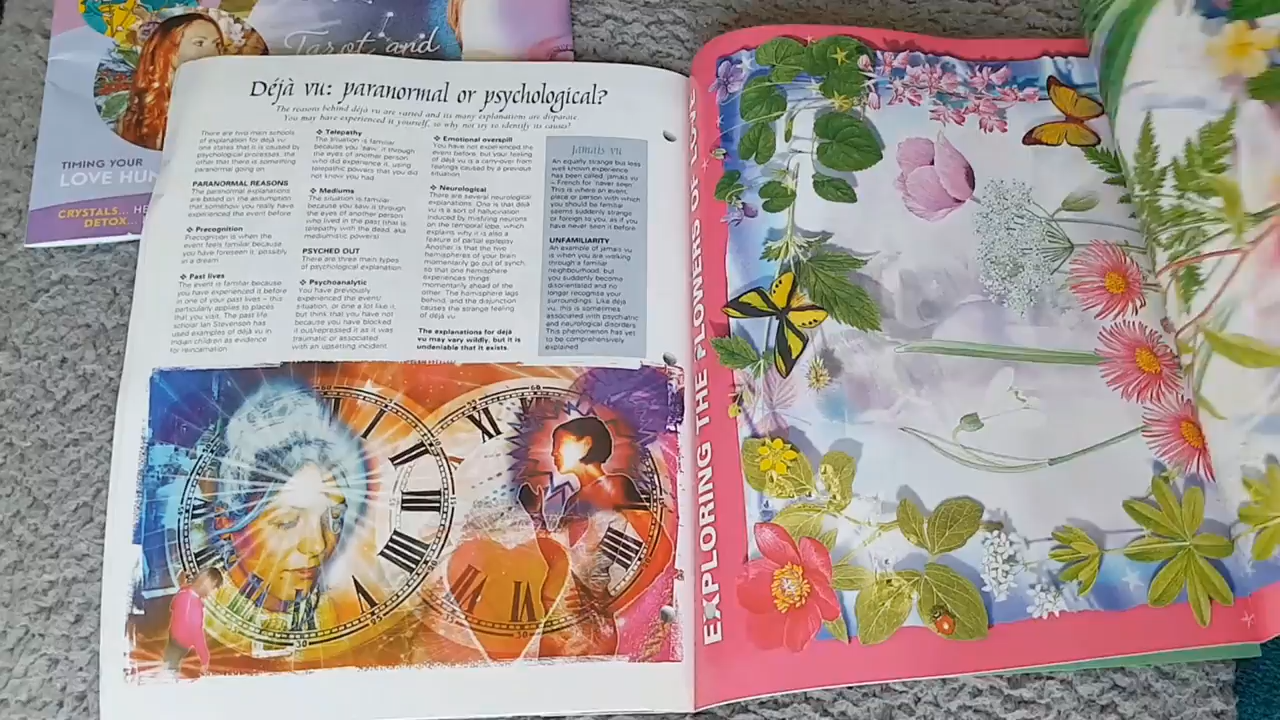 Tarot and
TIMING YOUR
LOVE HUN
CRYSTALS... HE
DETOX...
Déjà vu: paranormal or psychological?
The reasons behind déjà vu are varied and its many explanations are disparate.
You may have experienced it yourself, so why not try to identify its cause?
There are two main schools
of explanation for déjà vu:
one states that it is caused by
psychological processes, the
other that there is something
paranormal going on.
PARANORMAL REASONS
The paranormal explanations
are based on the assumption
that somehow you really have
experienced the event before.
❖ Precognition
Precognition is when the
event feels familiar because
you have foreseen it, possibly
in a dream.
❖ Past lives
The event is familiar because
you have experienced it before
in one of your past lives – this
particularly applies to places
that you visit. The past life
scholar Ian Stevenson has
used examples of déjà vu in
Indian children as evidence
for reincarnation.
❖ Telepathy
The situation is familiar
because you 'saw' it through
the eyes of another person
who did experience it, using
telepathic powers that you did
not know you had.
❖ Mediums
The situation is familiar
because you saw it through
the eyes of another person
who lived in the past (that is,
telepathy with the dead, aka
mediumistic powers).
PSYCHED OUT
There are three main types
of psychological explanation.
❖ Psychoanalytic
You have previously
experienced the event/
situation, or one a lot like it,
but think that you have not
because you have blocked
it out/repressed it as it was
traumatic or associated
with an upsetting incident.
❖ Emotional overspill
You have not experienced the
event before, but your feeling
of déjà vu is a carry-over from
feelings caused by a previous
situation.
❖ Neurological
There are several neurological
explanations. One is that déjà
vu is a sort of hallucination
induced by misfiring neurons
on the temporal lobe, which
explains why it is also a
feature of partial epilepsy.
Another is that the two
hemispheres of your brain
momentarily go out of synch,
so that one hemisphere
experiences things
momentarily ahead of the
other. The hemisphere lags
behind, and the disjunction
causes the strange feeling
of déjà vu.
The explanations for déjà
vu may vary wildly, but it is
undeniable that it exists.
Jamais vu
An equally strange but less
well known experience
has been called 'jamais vu'
– French for 'never seen'.
This is where an event,
place or person with which
you should be familiar
seems suddenly strange
or foreign to you, as if you
have never seen it before.
UNFAMILIARITY
An example of jamais vu
is when you are walking
through a familiar
neighbourhood, but
you suddenly become
disorientated and no
longer recognise your
surroundings. Like déjà
vu, this is sometimes
associated with psychiatric
and neurological disorders.
This phenomenon has yet
to be comprehensively
explained.
EXPLORING THE FLOWERS OF LOVE